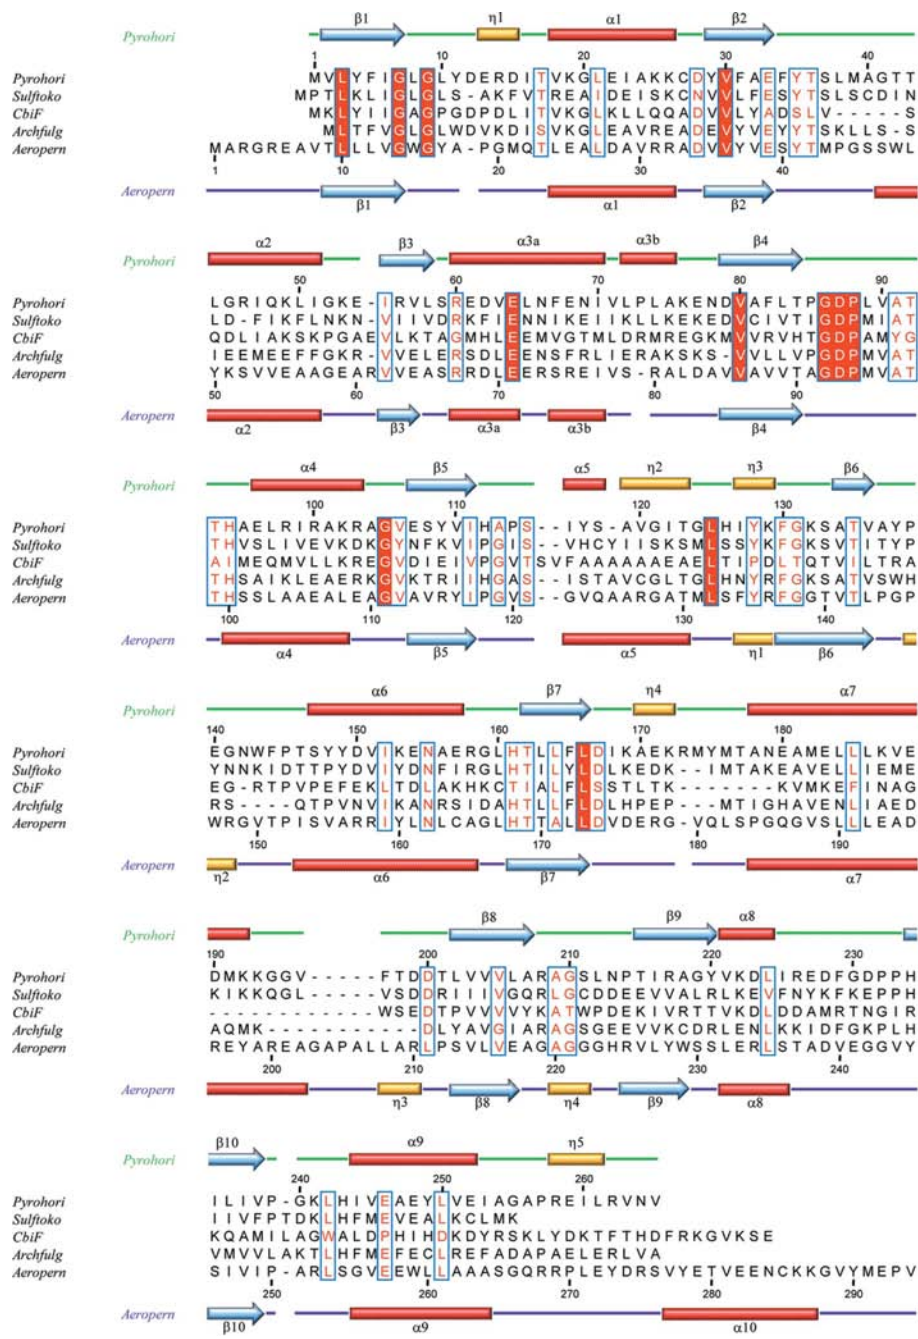 β1 η1 α1 β2
Pyrohori
1 10 20 30 40
Pyrohori MVLYFIGLGLYDERDITVKGLEIAKKCDYVFAEFYTSLMAGTT
Sulftoko MPTLKLIGLGLS-AKFVTREAIDEISKCNVVLFESYTSLSCDIN
CbiF MKLYIIGAGPGDPDLITVKGLKLLQQADVVLYADSLV----S
Archfulg MLTFVGLGLWDVKDISVKGLEAVREADEVYVEYYTSKLLS-S
Aeropern MARGREAVTLLLVGWGYA-PGMQTLEALDAVRRADVVYVESYTMPGSSWL
1 10 20 30 40
Aeropern
β1 α1 β2
α2 β3 α3a α3b β4
Pyrohori
50 60 70 80 90
Pyrohori LGRIQKLIGKE-IRVLSREDVELNFENIVLPLAKENDVAFLTPGDPLVAT
Sulftoko LD-FIKFLNKN-VIIVDRKFIENNIKEIIKLLKEKEDVCIVTIGDPMIAT
CbiF QDLIAKSKPGAEVLKTAGMHLEEMVGTMLDRMREGKMVVRVHTGDPAMYG
Archfulg IEEMEEFFGKR-VVELERSDLEENSFRLIERAKSKS-VVLLVPGDPMVAT
Aeropern YKSVVEAAGEARVVEASRRDLEERSREIVS-RALDAVVAVVTAGDPMVAT
50 60 70 80 90
Aeropern
α2 β3 α3a α3b β4
α4 β5 α5 η2 η3 β6
Pyrohori
100 110 120 130
Pyrohori THAELRIRAKRAGVESYVIHAPS--IYS-AVGITGLHIYKFGKSATVAYP
Sulftoko THVSLIVEVKDKGYNFKVIPGIS--VHCYIISKSMLSSYKFGKSVTITYP
CbiF AIMEQMVLLKREGVDIEIVPGVTSVFAAAAAAEAELTIPDLTQTVILTRA
Archfulg THSAIKLEAERKGVKTRIIHGAS--ISTAVCGLTGLHNYRFGKSATVSWH
Aeropern THSSLAAEALEAGVAVRYIPGVS--GVQAARGATMLSFYRFGGTVTLPGP
100 110 120 130 140
Aeropern
α4 β5 α5 η1 β6
α6 β7 η4 α7
Pyrohori
140 150 160 170 180
Pyrohori EGNWFPTSYYDVIKENAERGLHTLLFLDIKAEKRMYMTANEAMELLLKVE
Sulftoko YNNKIDTTPYDVIYDNFIRGLHTILYLDLKEDK--IMTAKEAVELLIEME
CbiF EG-RTPVPEFEKLTDLAKHKCTIALFLSSTLTK-------KVMKEFINAG
Archfulg RS---QTPVNVIKANRSIDAHTLLFLDLHPEP----MTIGHAVENLIAED
Aeropern WRGVTPISVARRIYLNLCAGLHTTALLDVDERG-VQLSPGQGVSLLLEAD
150 160 170 180 190
Aeropern
η2 α6 β7 α7
β8 β9 α8
Pyrohori
190 200 210 220 230
Pyrohori DMKKGGV-----FTDDTLVVVLARAGSLNPTIRAGYVKDLIREDFGDPPH
Sulftoko KIKKQGL-----VSDDRIIIVGQRLGCDDEEVVALRLKEVFNYKFKEPPH
CbiF ------------WSEDTPVVVVYKATWPDEKIVRTTVKDLDDAMRTNGIR
Archfulg AQMK-----------DLYAVGIARAGSGEEVVKCDRLENLKKIDFGKPLH
Aeropern REYAREAGAPALLARLPSVLVVEAGAGGGHRVLYWSSLERLSTADVEGGVY
200 210 220 230 240
Aeropern
η3 β8 η4 β9 α8
β10 α9 η5
Pyrohori
240 250 260
Pyrohori ILIVP-GKLHIVEAEYLVEIAGAPREILRVNV
Sulftoko IIVFPTDKLHFMEVEALKCLMK
CbiF KQAMILAGWALDPHIHDKDYRSKLYDKTFTHDFRKGVKSE
Archfulg VMVVLAKTLHFMEFECLREFADAPAELERLVA
Aeropern SIVIP-ARLSGVEEWLLAAASGQRRPLEYDRSVYETVEENCKKGVYMEPV
250 260 270 280 290
Aeropern
β10 α9 α10